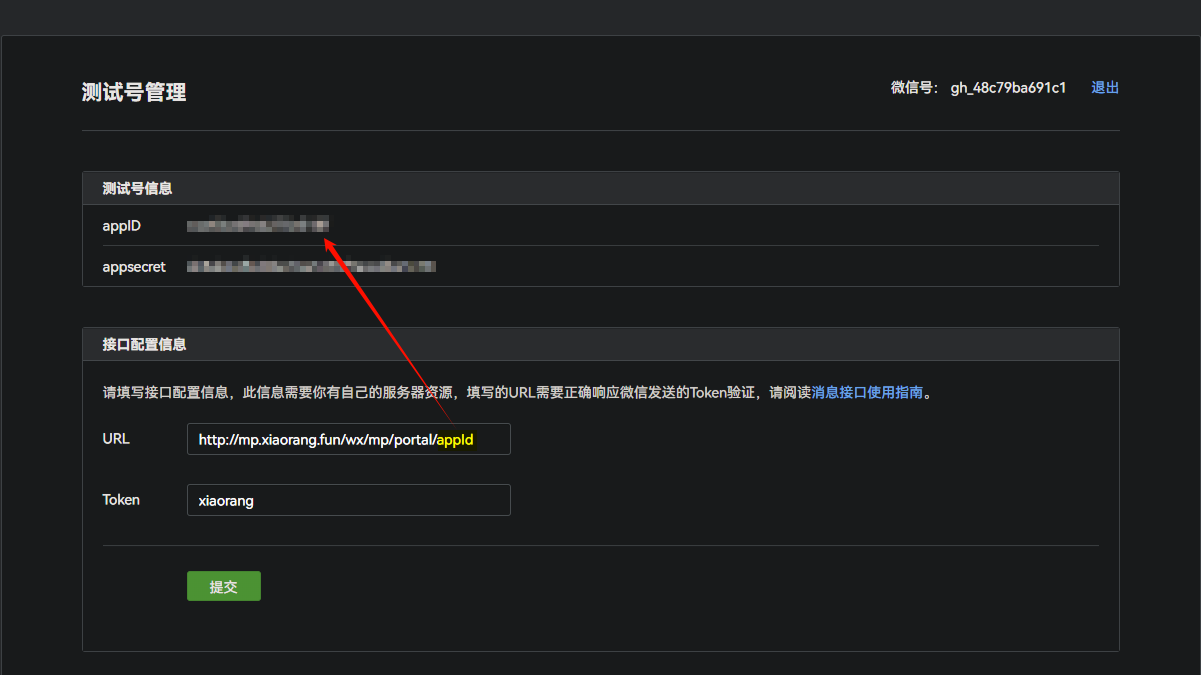 测试号管理
微信号： gh_48c79ba691c1 退出
测试号信息
appID
appsecret
接口配置信息
请填写接口配置信息，此信息需要你有自己的服务器资源，填写的URL需要正确响应微信发送的Token验证，请阅读消息接口使用指南。
URL http://mp.xiaorang.fun/wx/mp/portal/appId
Token xiaorang
提交